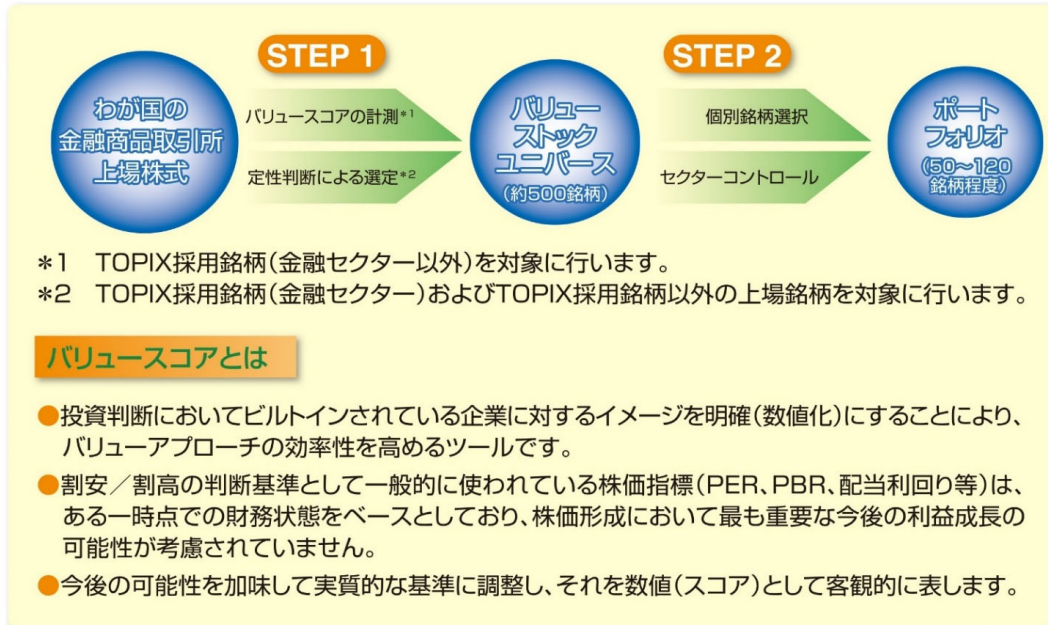 STEP 1
STEP 2
わが国の
金融商品取引所
上場株式
バリュースコアの計測*1
定性判断による選定*2
バリュー
ストック
ユニバース
(約500銘柄)
個別銘柄選択
セクターコントロール
ポート
フォリオ
(50〜120
銘柄程度)
*1 TOPIX採用銘柄(金融セクター以外)を対象に行います。
*2 TOPIX採用銘柄(金融セクター)およびTOPIX採用銘柄以外の上場銘柄を対象に行います。
バリュースコアとは
●投資判断においてビルトインされている企業に対するイメージを明確(数値化)にすることにより、
バリューアプローチの効率性を高めるツールです。
●割安／割高の判断基準として一般的に使われている株価指標(PER、PBR、配当利回り等)は、
ある一時点での財務状態をベースとしており、株価形成において最も重要な今後の利益成長の
可能性が考慮されていません。
●今後の可能性を加味して実質的な基準に調整し、それを数値(スコア)として客観的に表します。